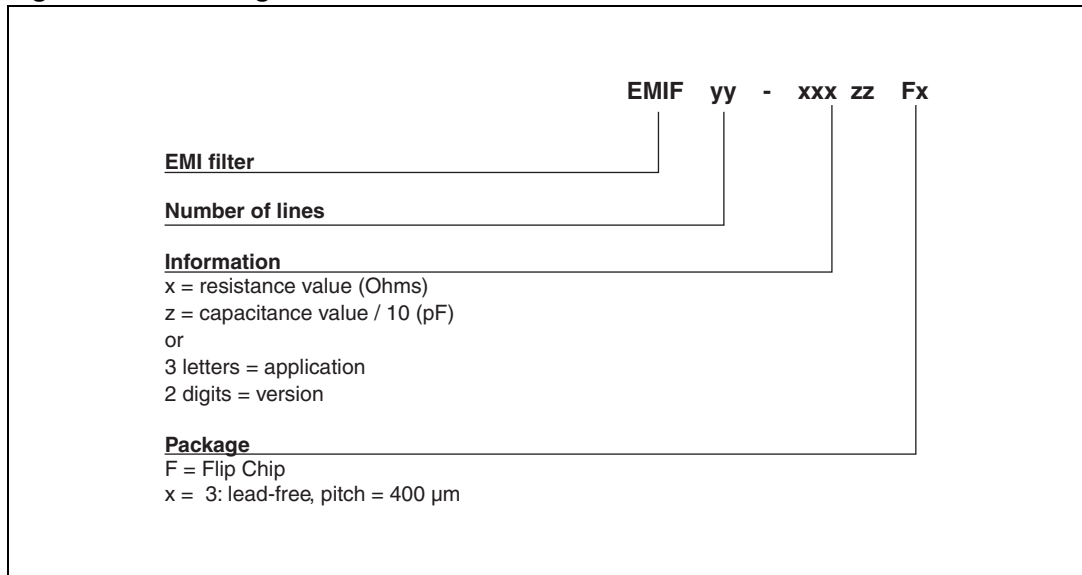 EMIF yy - xxx zz Fx
EMI filter
Number of lines
Information
x = resistance value (Ohms)
z = capacitance value / 10 (pF)
or
3 letters = application
2 digits = version
Package
F = Flip Chip
x = 3: lead-free, pitch = 400 µm